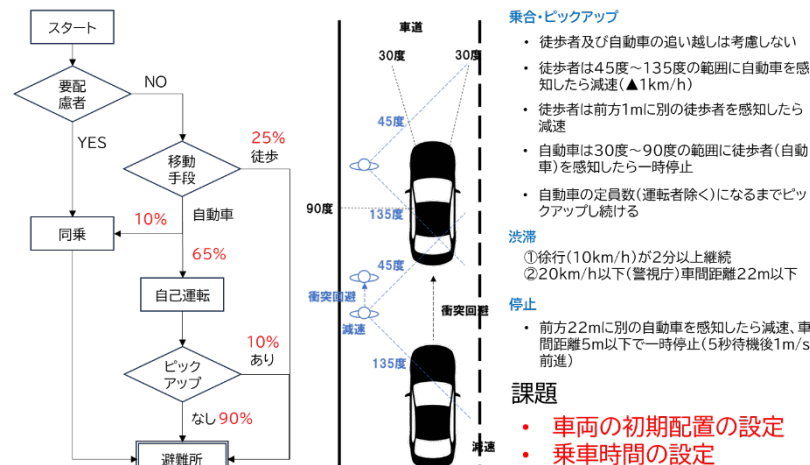 スタート
要配
慮者
NO
YES
25%
徒歩
移動
手段
10%
自動車
同乗
65%
自己運転
10%
あり
ピック
アップ
なし90%
避難所
車道
30度
30度
45度
135度
90度
45度
衝突回避
減速
衝突回避
135度
減速
乗合・ピックアップ
• 徒歩者及び自動車の追い越しは考慮しない
• 徒歩者は45度～135度の範囲に自動車を感
知したら減速(▲1km/h)
• 徒歩者は前方1mに別の徒歩者を感知したら
減速
• 自動車は30度～90度の範囲に徒歩者(自動
車)を感知したら一時停止
• 自動車の定員数(運転者除く)になるまでピッ
クアップし続ける
渋滞
①徐行(10km/h)が2分以上継続
②20km/h以下(警視庁)車間距離22m以下
停止
• 前方22mに別の自動車を感知したら減速、車
間距離5m以下で一時停止(5秒待機後1m/s
前進)
課題
• 車両の初期配置の設定
• 乗車時間の設定